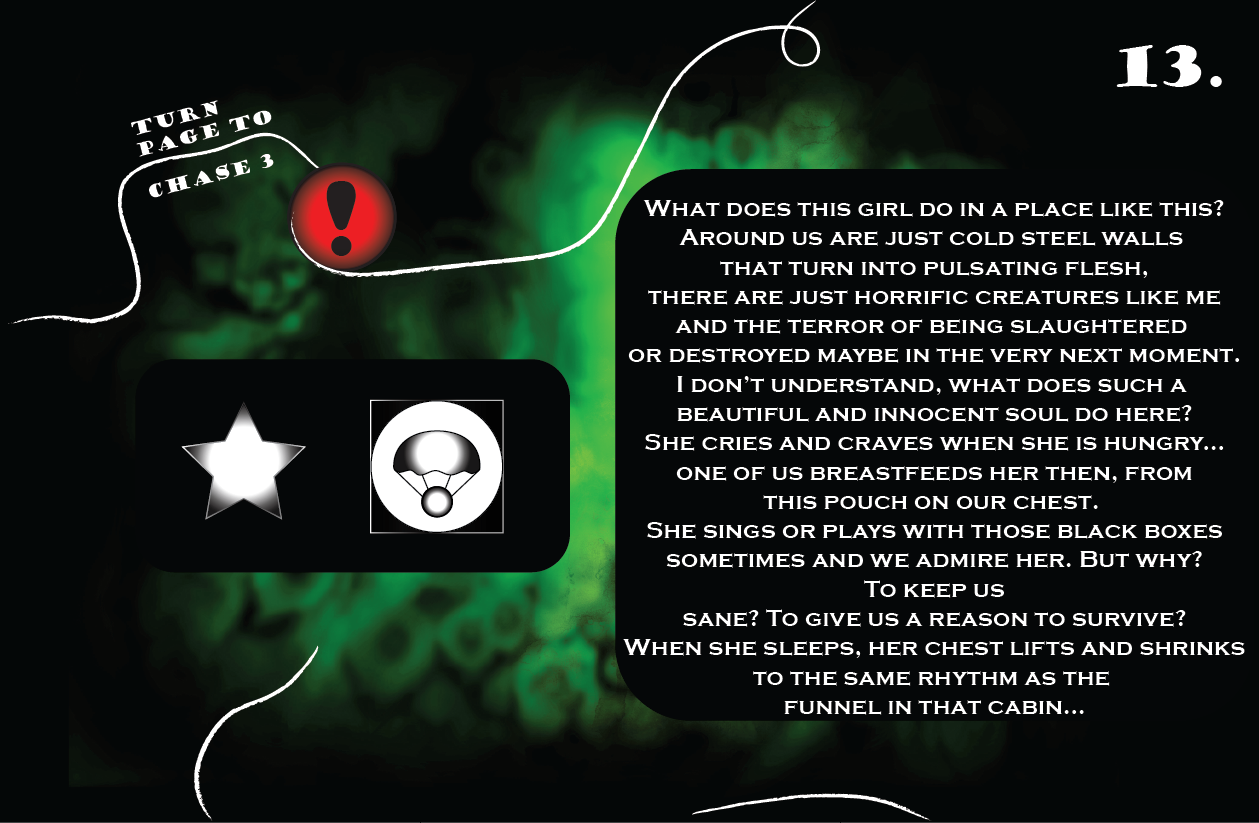 13.
TURN
PAGE TO
CHASE 3
!
What does this girl do in a place like this?
Around us are just cold steel walls
that turn into pulsating flesh,
there are just horrific creatures like me
and the terror of being slaughtered
or destroyed maybe in the very next moment.
I don’t understand, what does such a
beautiful and innocent soul do here?
She cries and craves when she is hungry...
one of us breastfeeds her then, from
this pouch on our chest.
She sings or plays with those black boxes
sometimes and we admire her. But why?
To keep us
sane? To give us a reason to survive?
When she sleeps, her chest lifts and shrinks
to the same rhythm as the
funnel in that cabin...